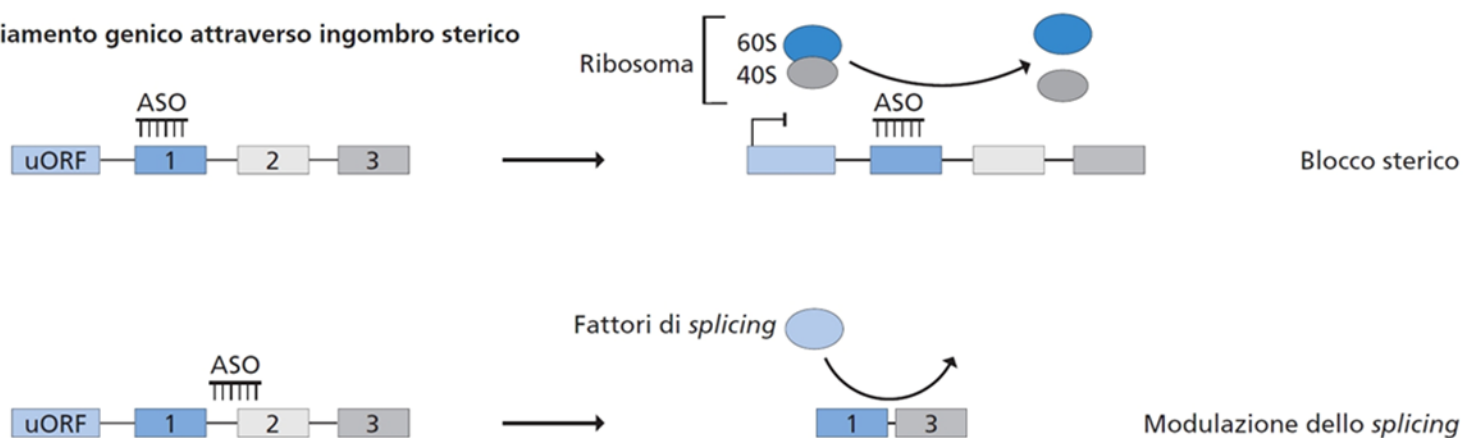 iamento genico attraverso ingombro sterico
Ribosoma
60S
40S
ASO
ASO
uORF 1 2 3
Blocco sterico
Fattori di splicing
ASO
uORF 1 2 3
1 3
Modulazione dello splicing